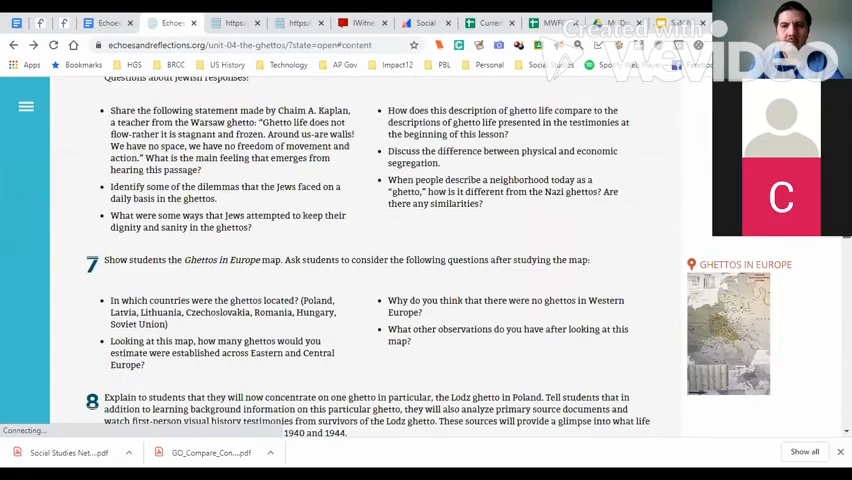 Echoes
Echoes
https:/
https:/
IWitne
Social
Curren
MWF
Created with
WEVIDEO
echoesandreflections.org/unit-04-the-ghettos/?state=open#content
Apps
Bookmarks
HGS
BRCC
US History
Technology
AP Gov
Impact12
PBL
Personal
Social Studies
Spotify Web Player
Facebook
Questions about Jewish responses:
• Share the following statement made by Chaim A. Kaplan,
a teacher from the Warsaw ghetto: “Ghetto life does not
flow-rather it is stagnant and frozen. Around us-are walls!
We have no space, we have no freedom of movement and
action.” What is the main feeling that emerges from
hearing this passage?
• Identify some of the dilemmas that the Jews faced on a
daily basis in the ghettos.
• What were some ways that Jews attempted to keep their
dignity and sanity in the ghettos?
• How does this description of ghetto life compare to the
descriptions of ghetto life presented in the testimonies at
the beginning of this lesson?
• Discuss the difference between physical and economic
segregation.
• When people describe a neighborhood today as a
“ghetto,” how is it different from the Nazi ghettos? Are
there any similarities?
C
7 Show students the Ghettos in Europe map. Ask students to consider the following questions after studying the map:
• In which countries were the ghettos located? (Poland,
Latvia, Lithuania, Czechoslovakia, Romania, Hungary,
Soviet Union)
• Looking at this map, how many ghettos would you
estimate were established across Eastern and Central
Europe?
• Why do you think that there were no ghettos in Western
Europe?
• What other observations do you have after looking at this
map?
GHETTOS IN EUROPE
8 Explain to students that they will now concentrate on one ghetto in particular, the Lodz ghetto in Poland. Tell students that in
addition to learning background information on this particular ghetto, they will also analyze primary source documents and
watch first-person visual history testimonies from survivors of the Lodz ghetto. These sources will provide a glimpse into what life
1940 and 1944.
Connecting...
Social Studies Net....pdf
GO_Compare_Con....pdf
Show all